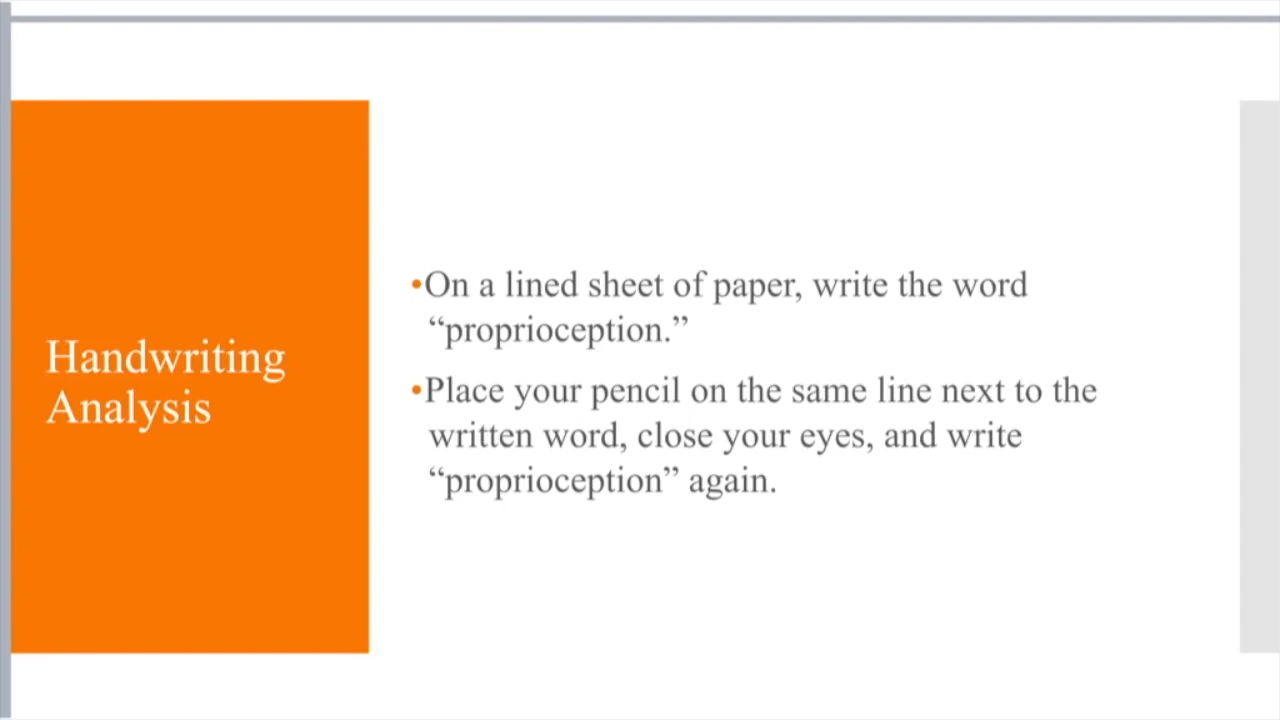 Handwriting
Analysis
•On a lined sheet of paper, write the word
“proprioception.”
•Place your pencil on the same line next to the
written word, close your eyes, and write
“proprioception” again.